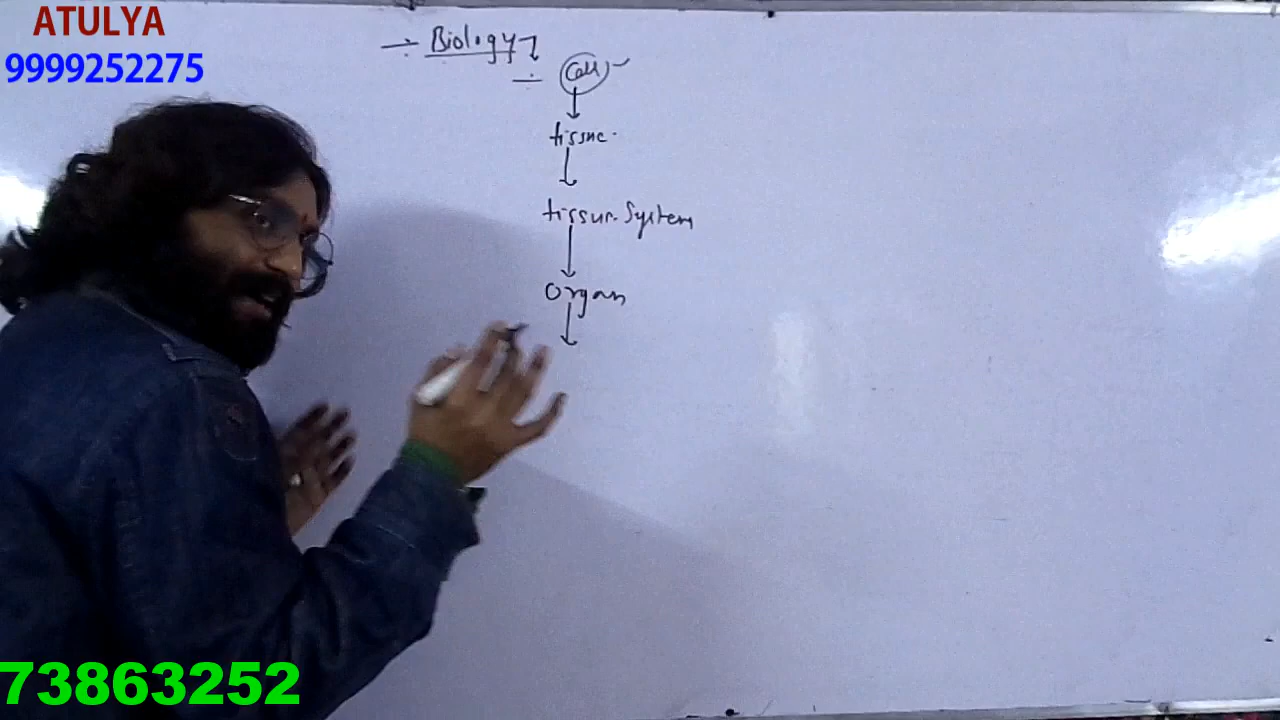 ATULYA
9999252275
Biology
Cell
tissue
tissue System
Organ
73863252